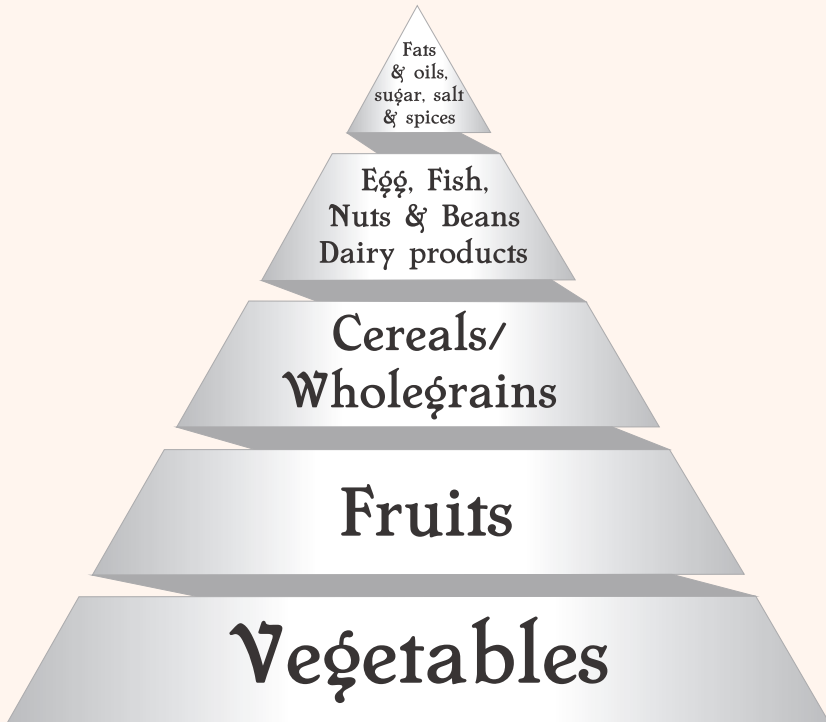 Fats
& oils,
sugar, salt
& spices
Egg, Fish,
Nuts & Beans
Dairy products
Cereals/
Wholegrains
Fruits
Vegetables